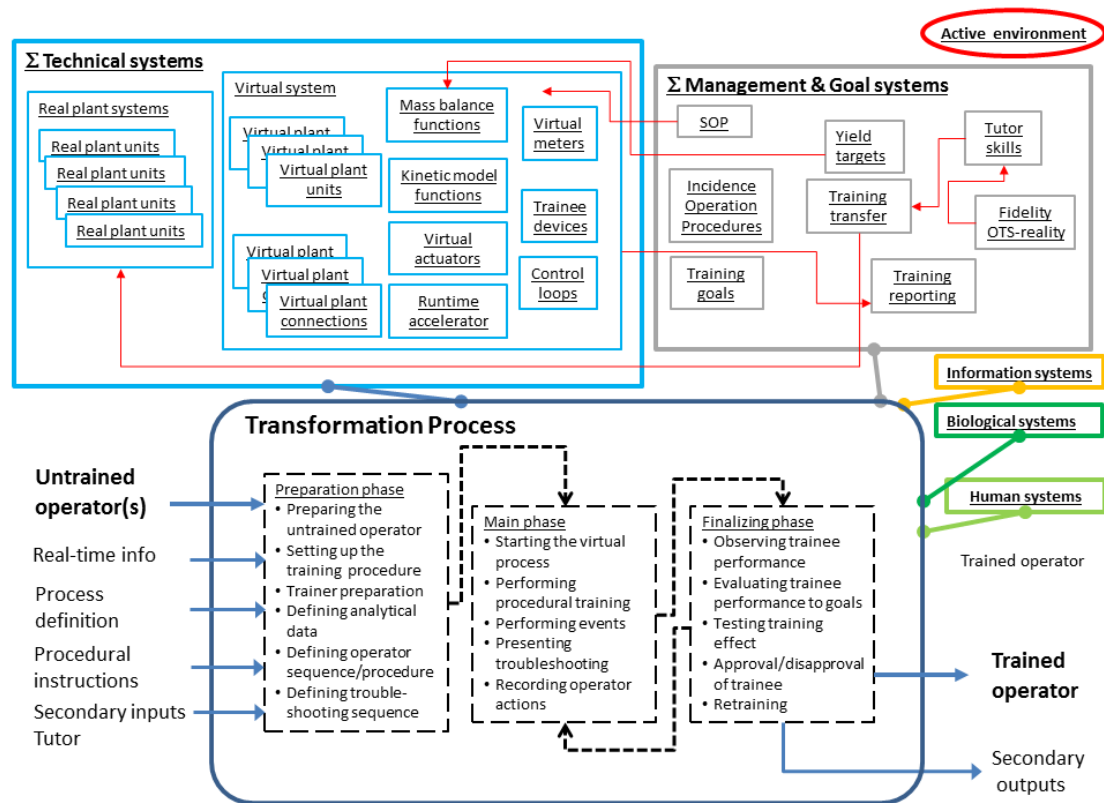 Active environment
Σ Technical systems
Real plant systems
Real plant units
Real plant units
Real plant units
Real plant units
Virtual system
Virtual plant
Virtual plant
Virtual plant
units
Virtual plant
Virtual plant
Virtual plant
connections
Mass balance
functions
Kinetic model
functions
Virtual
actuators
Runtime
accelerator
Virtual
meters
Trainee
devices
Control
loops
Σ Management & Goal systems
SOP
Incidence
Operation
Procedures
Training
goals
Yield
targets
Training
transfer
Tutor
skills
Fidelity
OTS-reality
Training
reporting
Information systems
Biological systems
Human systems
Trained operator
Transformation Process
Untrained
operator(s)
Real-time info
Process
definition
Procedural
instructions
Secondary inputs
Tutor
Preparation phase
• Preparing the
untrained operator
• Setting up the
training procedure
• Trainer preparation
• Defining analytical
data
• Defining operator
sequence/procedure
• Defining trouble-
shooting sequence
Main phase
• Starting the virtual
process
• Performing
procedural training
• Performing events
• Presenting
troubleshooting
• Recording operator
actions
Finalizing phase
• Observing trainee
performance
• Evaluating trainee
performance to goals
• Testing training
effect
• Approval/disapproval
of trainee
• Retraining
Trained
operator
Secondary
outputs